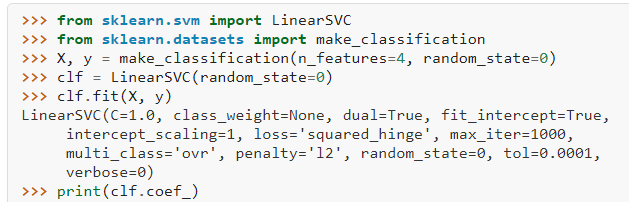 >>> from sklearn.svm import LinearSVC
>>> from sklearn.datasets import make_classification
>>> X, y = make_classification(n_features=4, random_state=0)
>>> clf = LinearSVC(random_state=0)
>>> clf.fit(X, y)
LinearSVC(C=1.0, class_weight=None, dual=True, fit_intercept=True,
     intercept_scaling=1, loss='squared_hinge', max_iter=1000,
     multi_class='ovr', penalty='l2', random_state=0, tol=0.0001,
     verbose=0)
>>> print(clf.coef_)